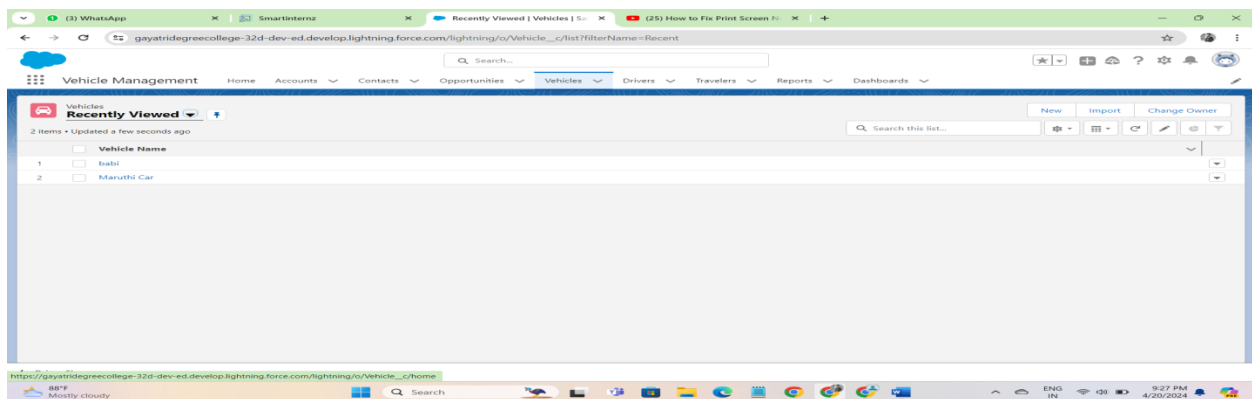 (3) WhatsApp
SmartInternz
Recently Viewed | Vehicles | Sa
(25) How to Fix Print Screen N
gayatridegreecollege-32d-dev-ed.develop.lightning.force.com/lightning/o/Vehicle__c/list?filterName=Recent
Search...
Vehicle Management Home Accounts Contacts Opportunities Vehicles Drivers Travelers Reports Dashboards
Vehicles
Recently Viewed
New Import Change Owner
2 items • Updated a few seconds ago
Search this list...
Vehicle Name
1 babi
2 Maruthi Car
https://gayatridegreecollege-32d-dev-ed.develop.lightning.force.com/lightning/o/Vehicle__c/home
88°F
Mostly cloudy
Search
ENG
IN
9:27 PM
4/20/2024